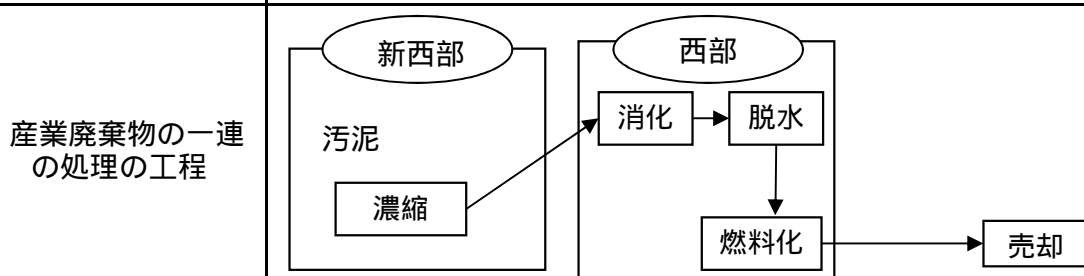 産業廃棄物の一連
の処理の工程
新西部
汚泥
濃縮
西部
消化
脱水
燃料化
売却